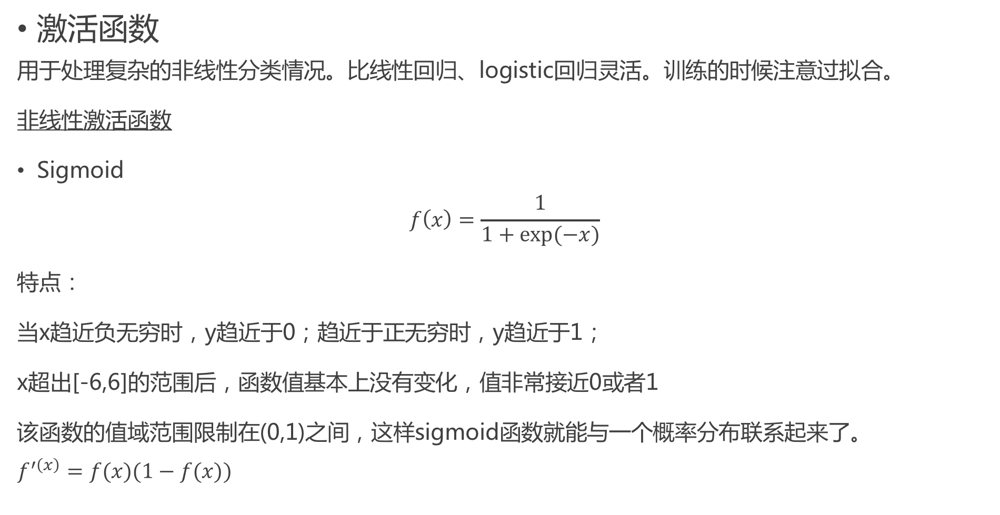 • 激活函数
用于处理复杂的非线性分类情况。比线性回归、logistic回归灵活。训练的时候注意过拟合。
非线性激活函数
• Sigmoid
f(x) = 1 / (1 + exp(−x))
特点：
当x趋近负无穷时，y趋近于0；趋近于正无穷时，y趋近于1；
x超出[-6,6]的范围后，函数值基本上没有变化，值非常接近0或者1
该函数的值域范围限制在(0,1)之间，这样sigmoid函数就能与一个概率分布联系起来了。
f′⁽ˣ⁾ = f(x)(1 − f(x))